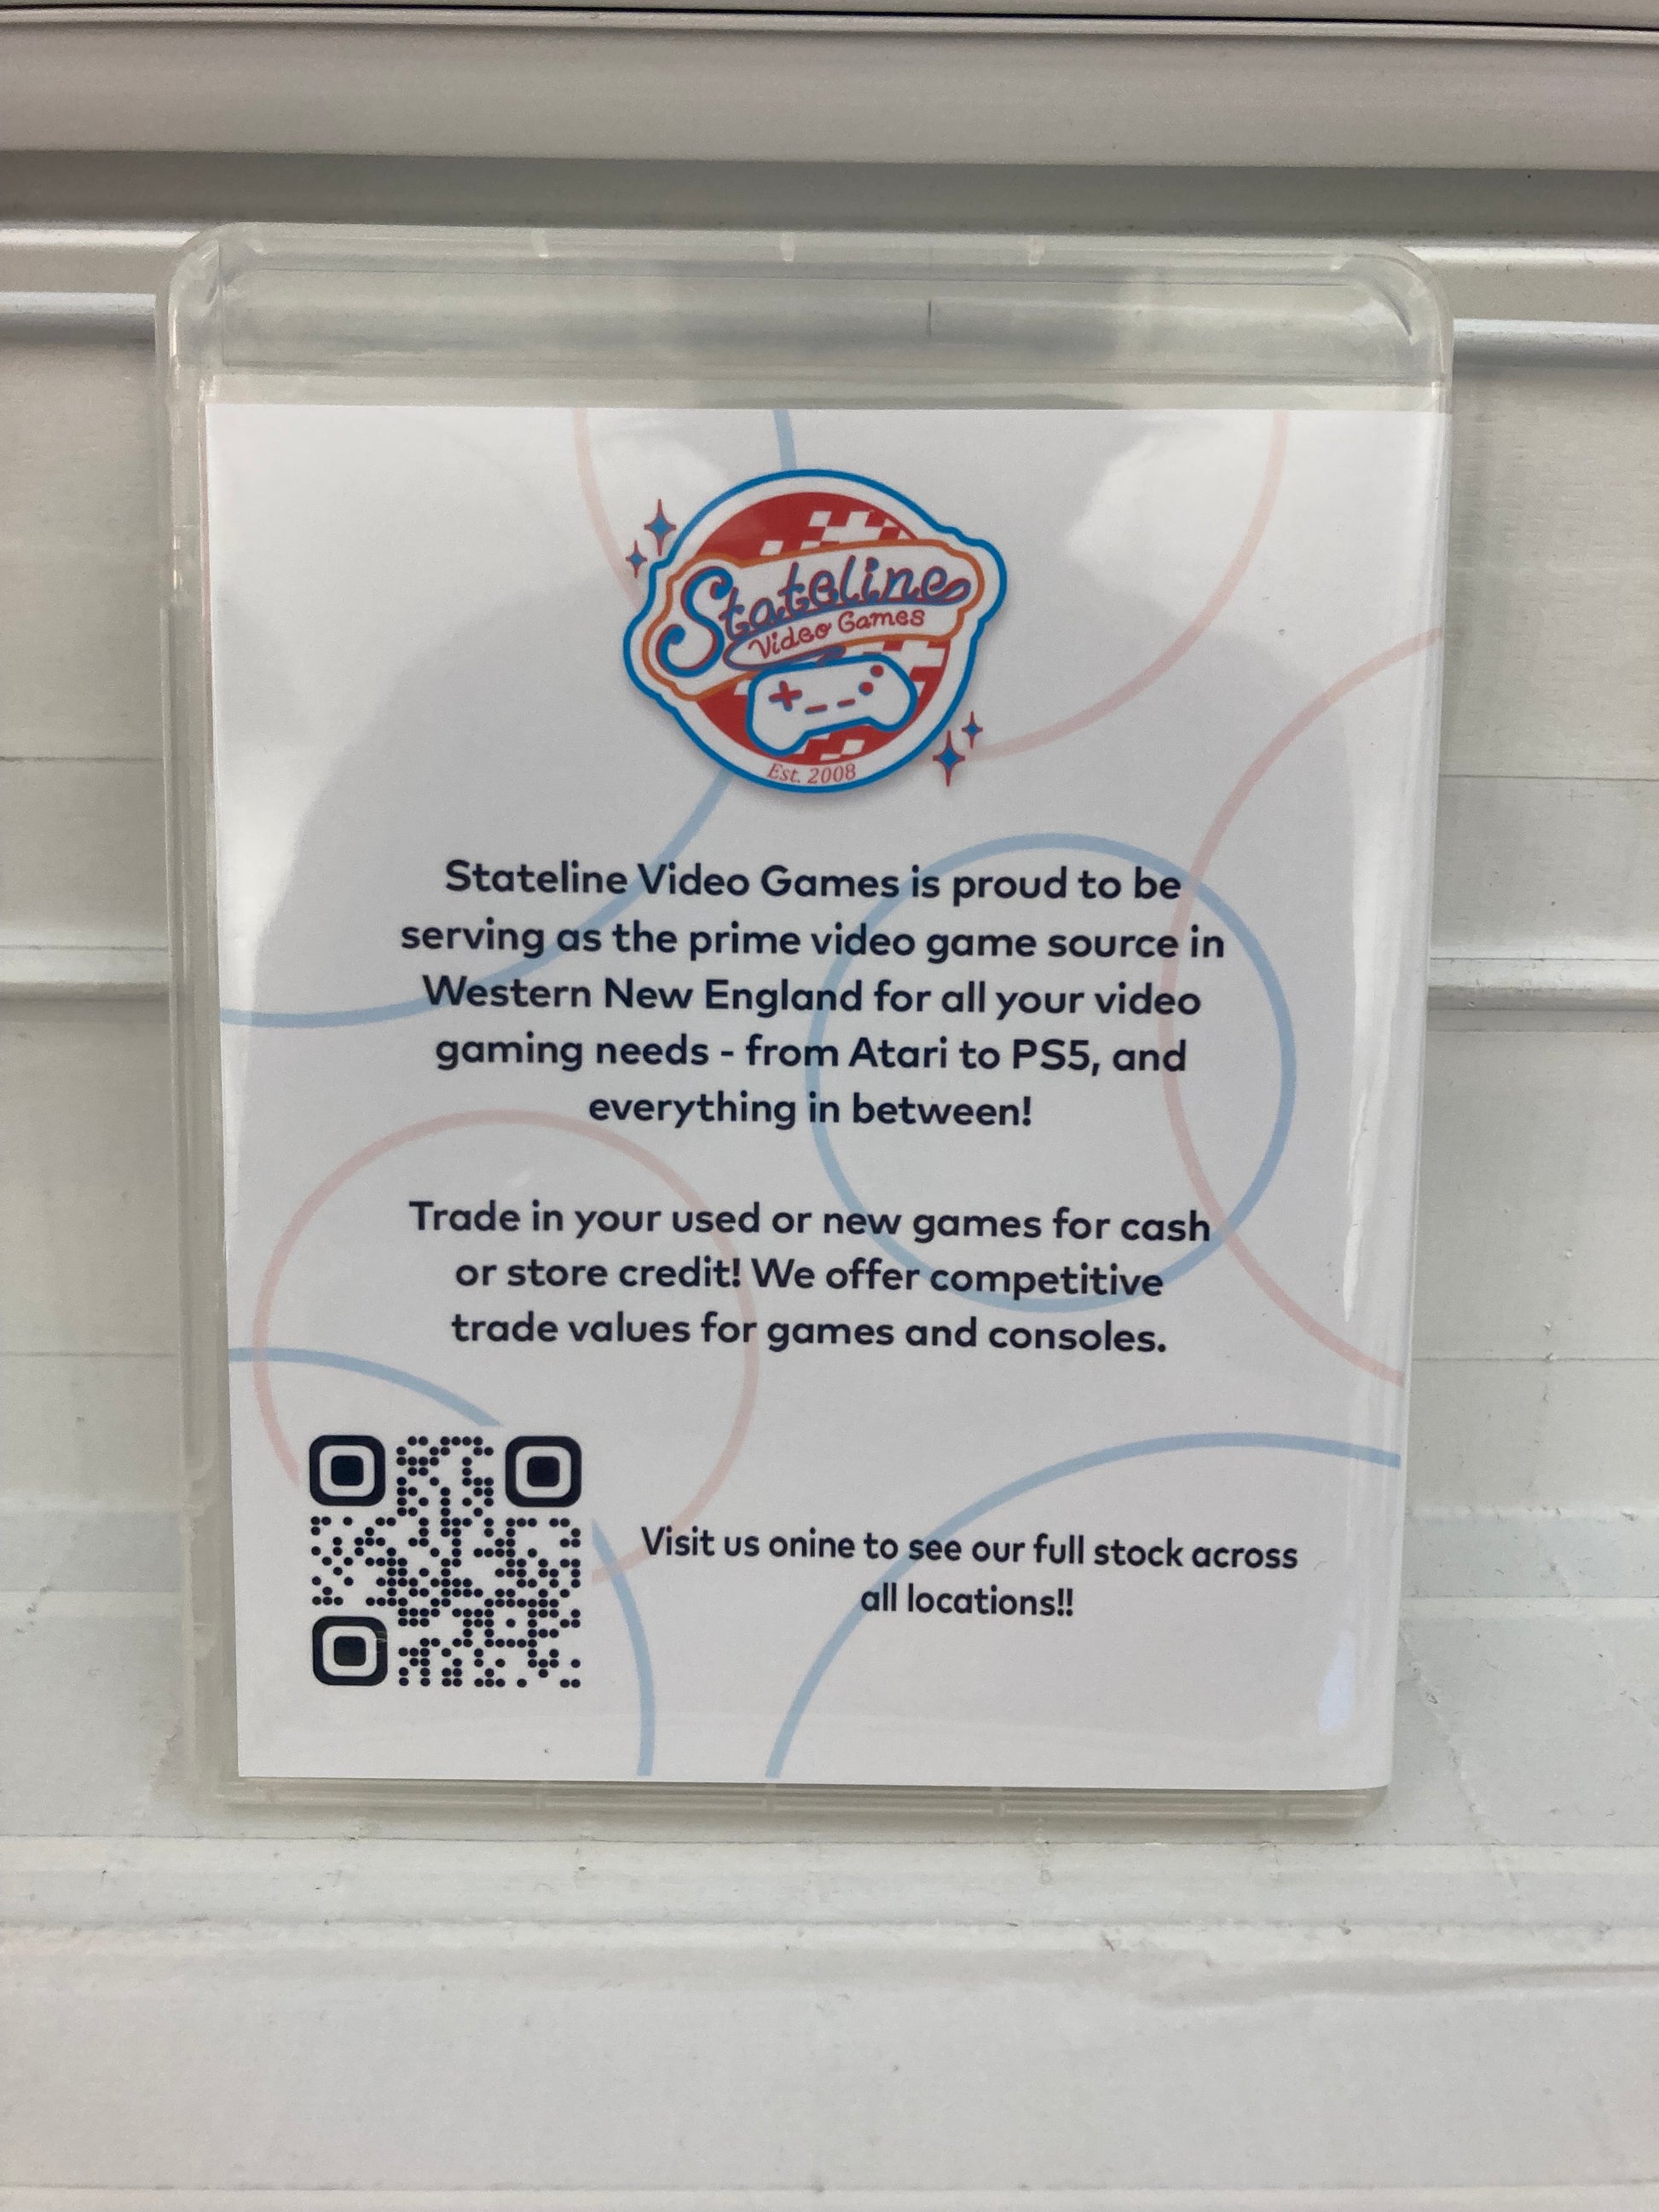 Stateline
Video Games
Est. 2008
Stateline Video Games is proud to be
serving as the prime video game source in
Western New England for all your video
gaming needs - from Atari to PS5, and
everything in between!
Trade in your used or new games for cash
or store credit! We offer competitive
trade values for games and consoles.
Visit us onine to see our full stock across
all locations!!